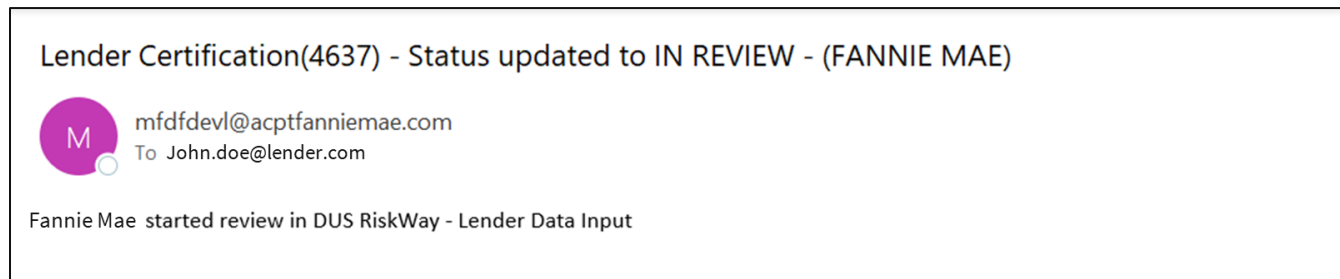 Lender Certification(4637) - Status updated to IN REVIEW - (FANNIE MAE)
M
mfdfdevl@acptfanniemae.com
To John.doe@lender.com
Fannie Mae started review in DUS RiskWay - Lender Data Input